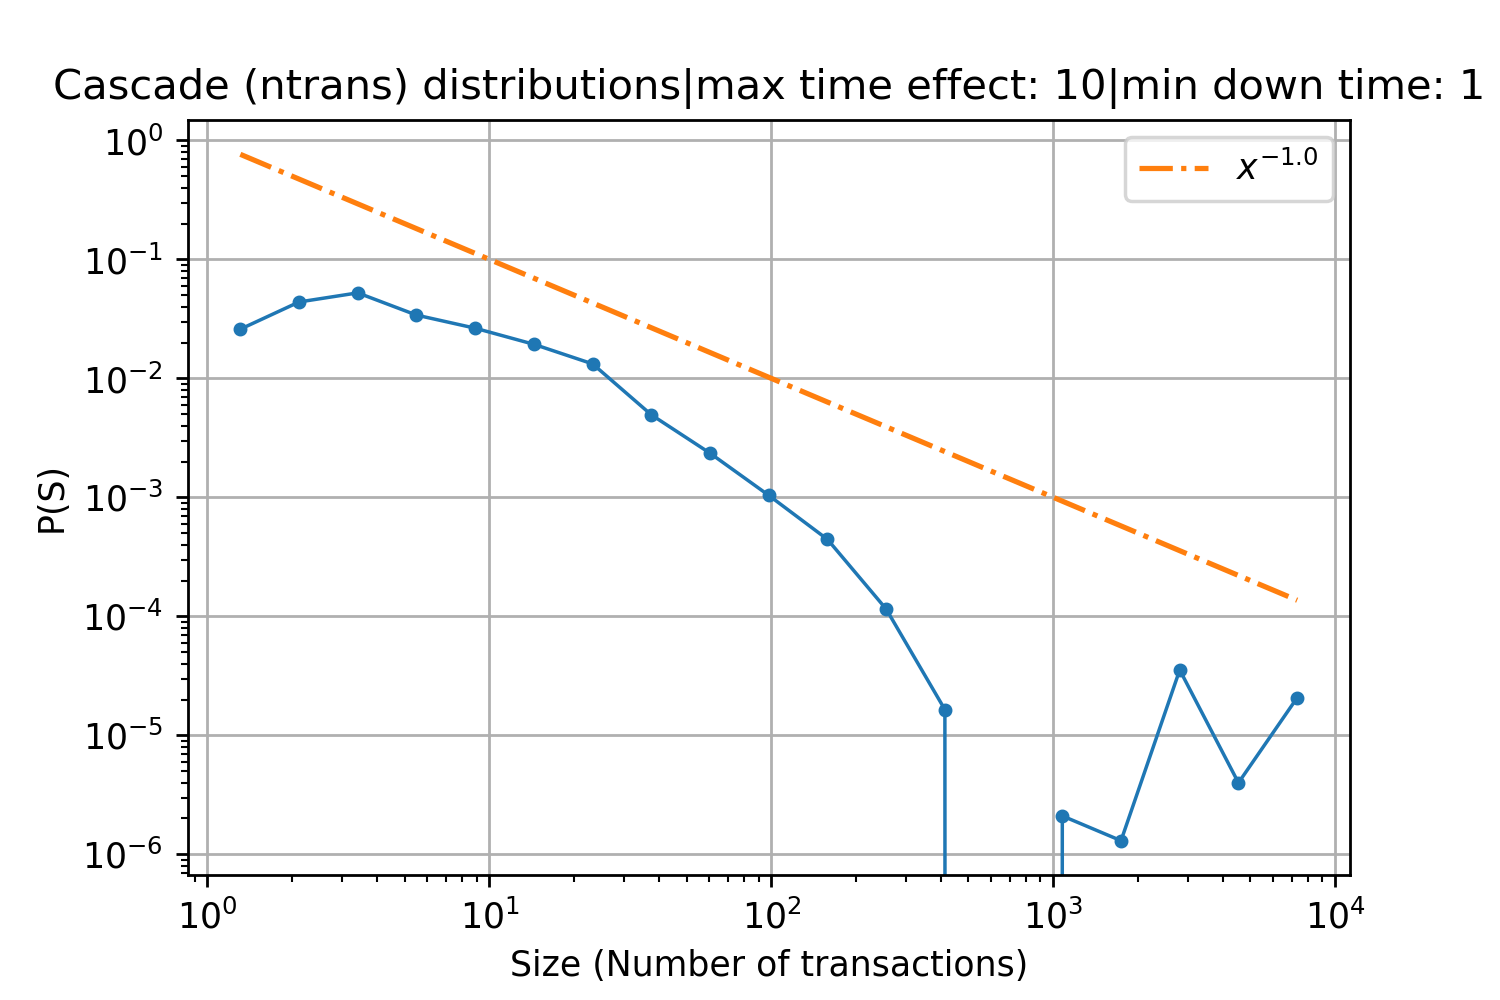 Cascade (ntrans) distributions|max time effect: 10|min down time: 1
x^{-1.0}
10^0
10^{-1}
10^{-2}
10^{-3}
10^{-4}
10^{-5}
10^{-6}
P(S)
10^0 10^1 10^2 10^3 10^4
Size (Number of transactions)